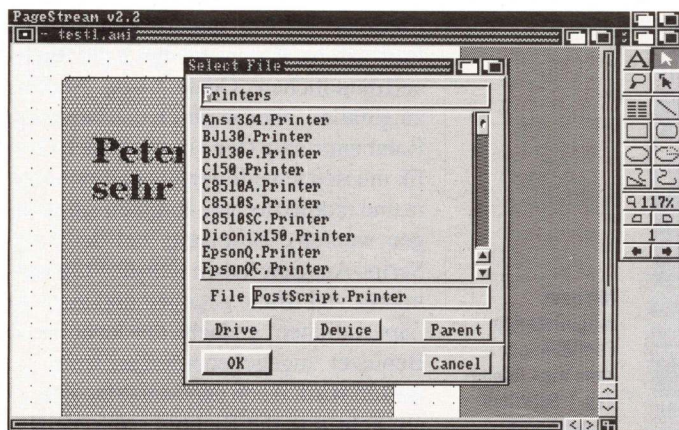 PageStream v2.2
test1.ami
Select File
Printers
Ansi364.Printer
BJ130.Printer
BJ130e.Printer
C150.Printer
C8510A.Printer
C8510S.Printer
C8510SC.Printer
Diconix150.Printer
EpsonQ.Printer
EpsonQC.Printer
File PostScript.Printer
Drive Device Parent
OK Cancel
Peter
sehr
A
117%
1